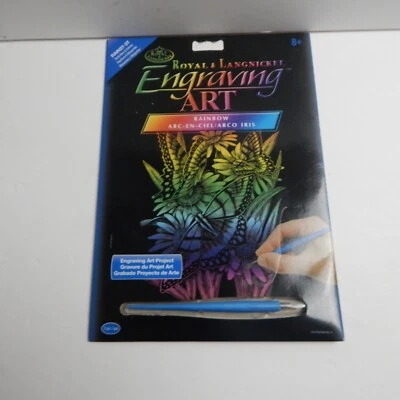 8+
ROYAL & LANGNICKEL
Engraving
ART
RAINBOW
ARC-EN-CIEL/ARCO IRIS
Engraving Art Project
Gravure du Projet Art
Grabado Proyecto de Arte